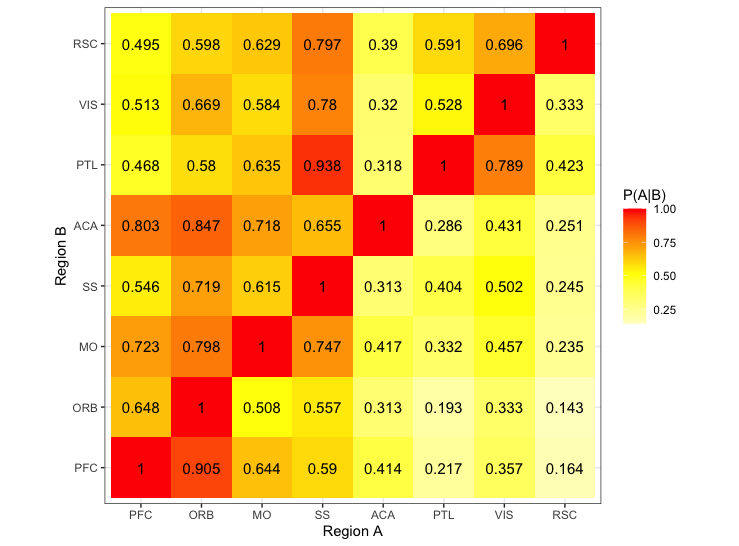 RSC 0.495 0.598 0.629 0.797 0.39 0.591 0.696 1
VIS 0.513 0.669 0.584 0.78 0.32 0.528 1 0.333
PTL 0.468 0.58 0.635 0.938 0.318 1 0.789 0.423
ACA 0.803 0.847 0.718 0.655 1 0.286 0.431 0.251
SS 0.546 0.719 0.615 1 0.313 0.404 0.502 0.245
MO 0.723 0.798 1 0.747 0.417 0.332 0.457 0.235
ORB 0.648 1 0.508 0.557 0.313 0.193 0.333 0.143
PFC 1 0.905 0.644 0.59 0.414 0.217 0.357 0.164
PFC ORB MO SS ACA PTL VIS RSC
Region A
Region B
P(A|B)
1.00
0.75
0.50
0.25